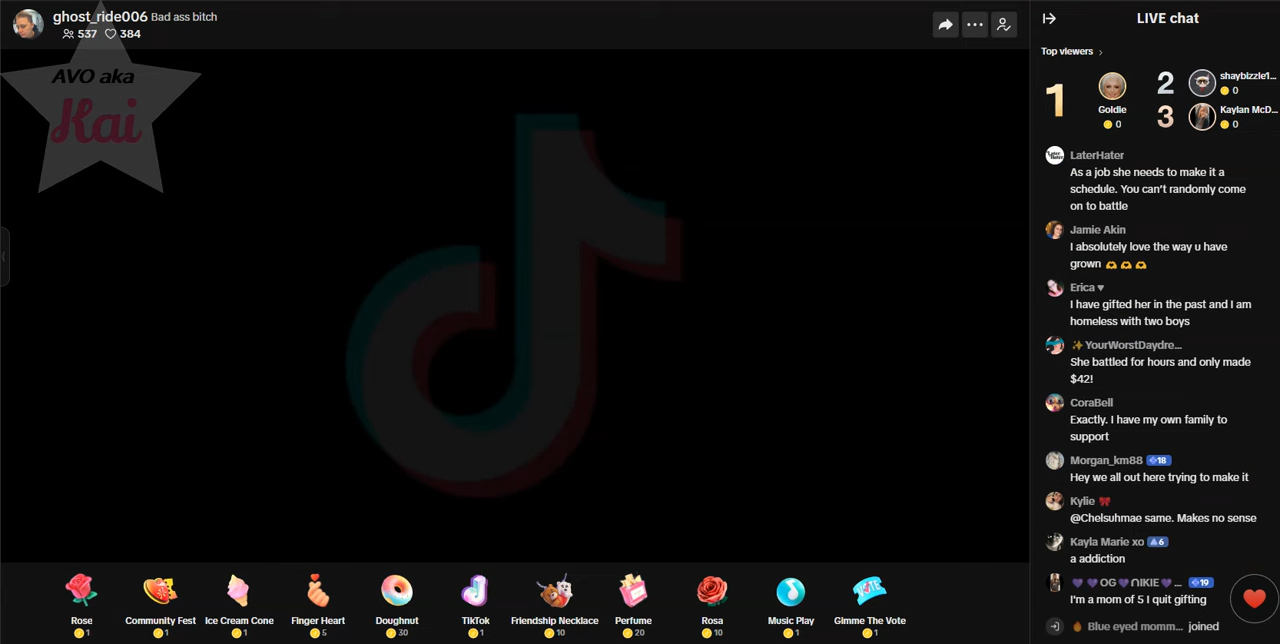 ghost_ride006 Bad ass bitch
537 384
AVO aka
Kai
LIVE chat
Top viewers
1
Goldie
0
2
shaybizzle1...
0
3
Kaylan McD...
0
LaterHater
As a job she needs to make it a
schedule. You can't randomly come
on to battle
Jamie Akin
I absolutely love the way u have
grown 🫶 🫶 🫶
Erica ♥
I have gifted her in the past and I am
homeless with two boys
✨YourWorstDaydre...
She battled for hours and only made
$42!
CoraBell
Exactly. I have my own family to
support
Morgan_km88 18
Hey we all out here trying to make it
Kylie 🎀
@Chelsuhmae same. Makes no sense
Kayla Marie xo 6
a addiction
💜💜OG💜ՈIKIE💜 ... 19
I'm a mom of 5 I quit gifting
Blue eyed momm... joined
Rose
1
Community Fest
1
Ice Cream Cone
1
Finger Heart
5
Doughnut
30
TikTok
1
Friendship Necklace
10
Perfume
20
Rosa
10
Music Play
1
Gimme The Vote
1